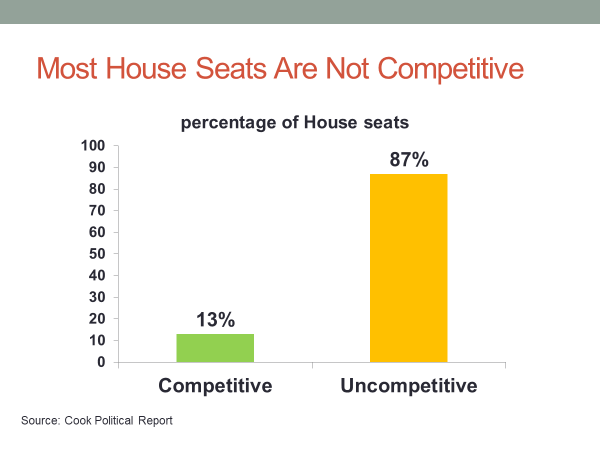 Most House Seats Are Not Competitive
percentage of House seats
100
90
80
70
60
50
40
30
20
10
0
13%
87%
Competitive
Uncompetitive
Source: Cook Political Report